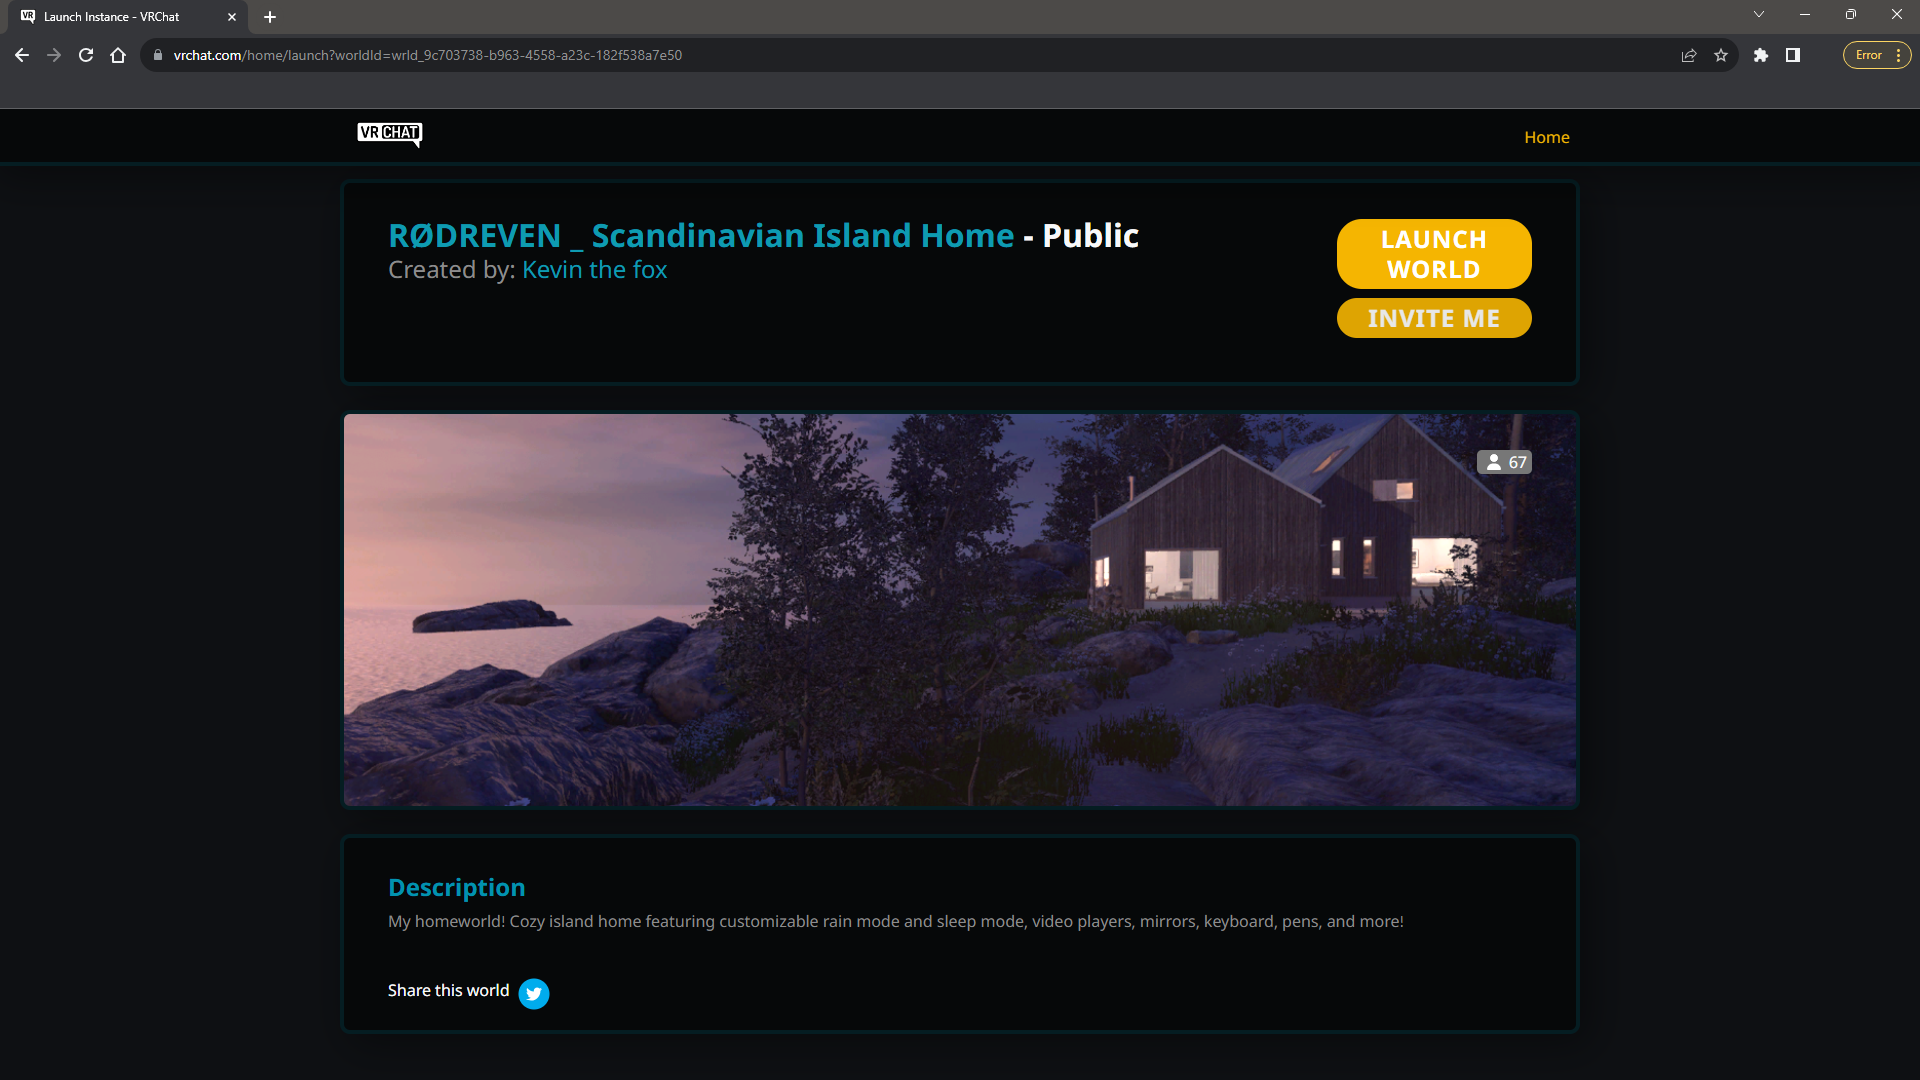 Launch Instance - VRChat
vrchat.com/home/launch?worldId=wrld_9c703738-b963-4558-a23c-182f538a7e50
Error
VRCHAT
Home
RØDREVEN _ Scandinavian Island Home - Public
Created by: Kevin the fox
LAUNCH
WORLD
INVITE ME
67
Description
My homeworld! Cozy island home featuring customizable rain mode and sleep mode, video players, mirrors, keyboard, pens, and more!
Share this world